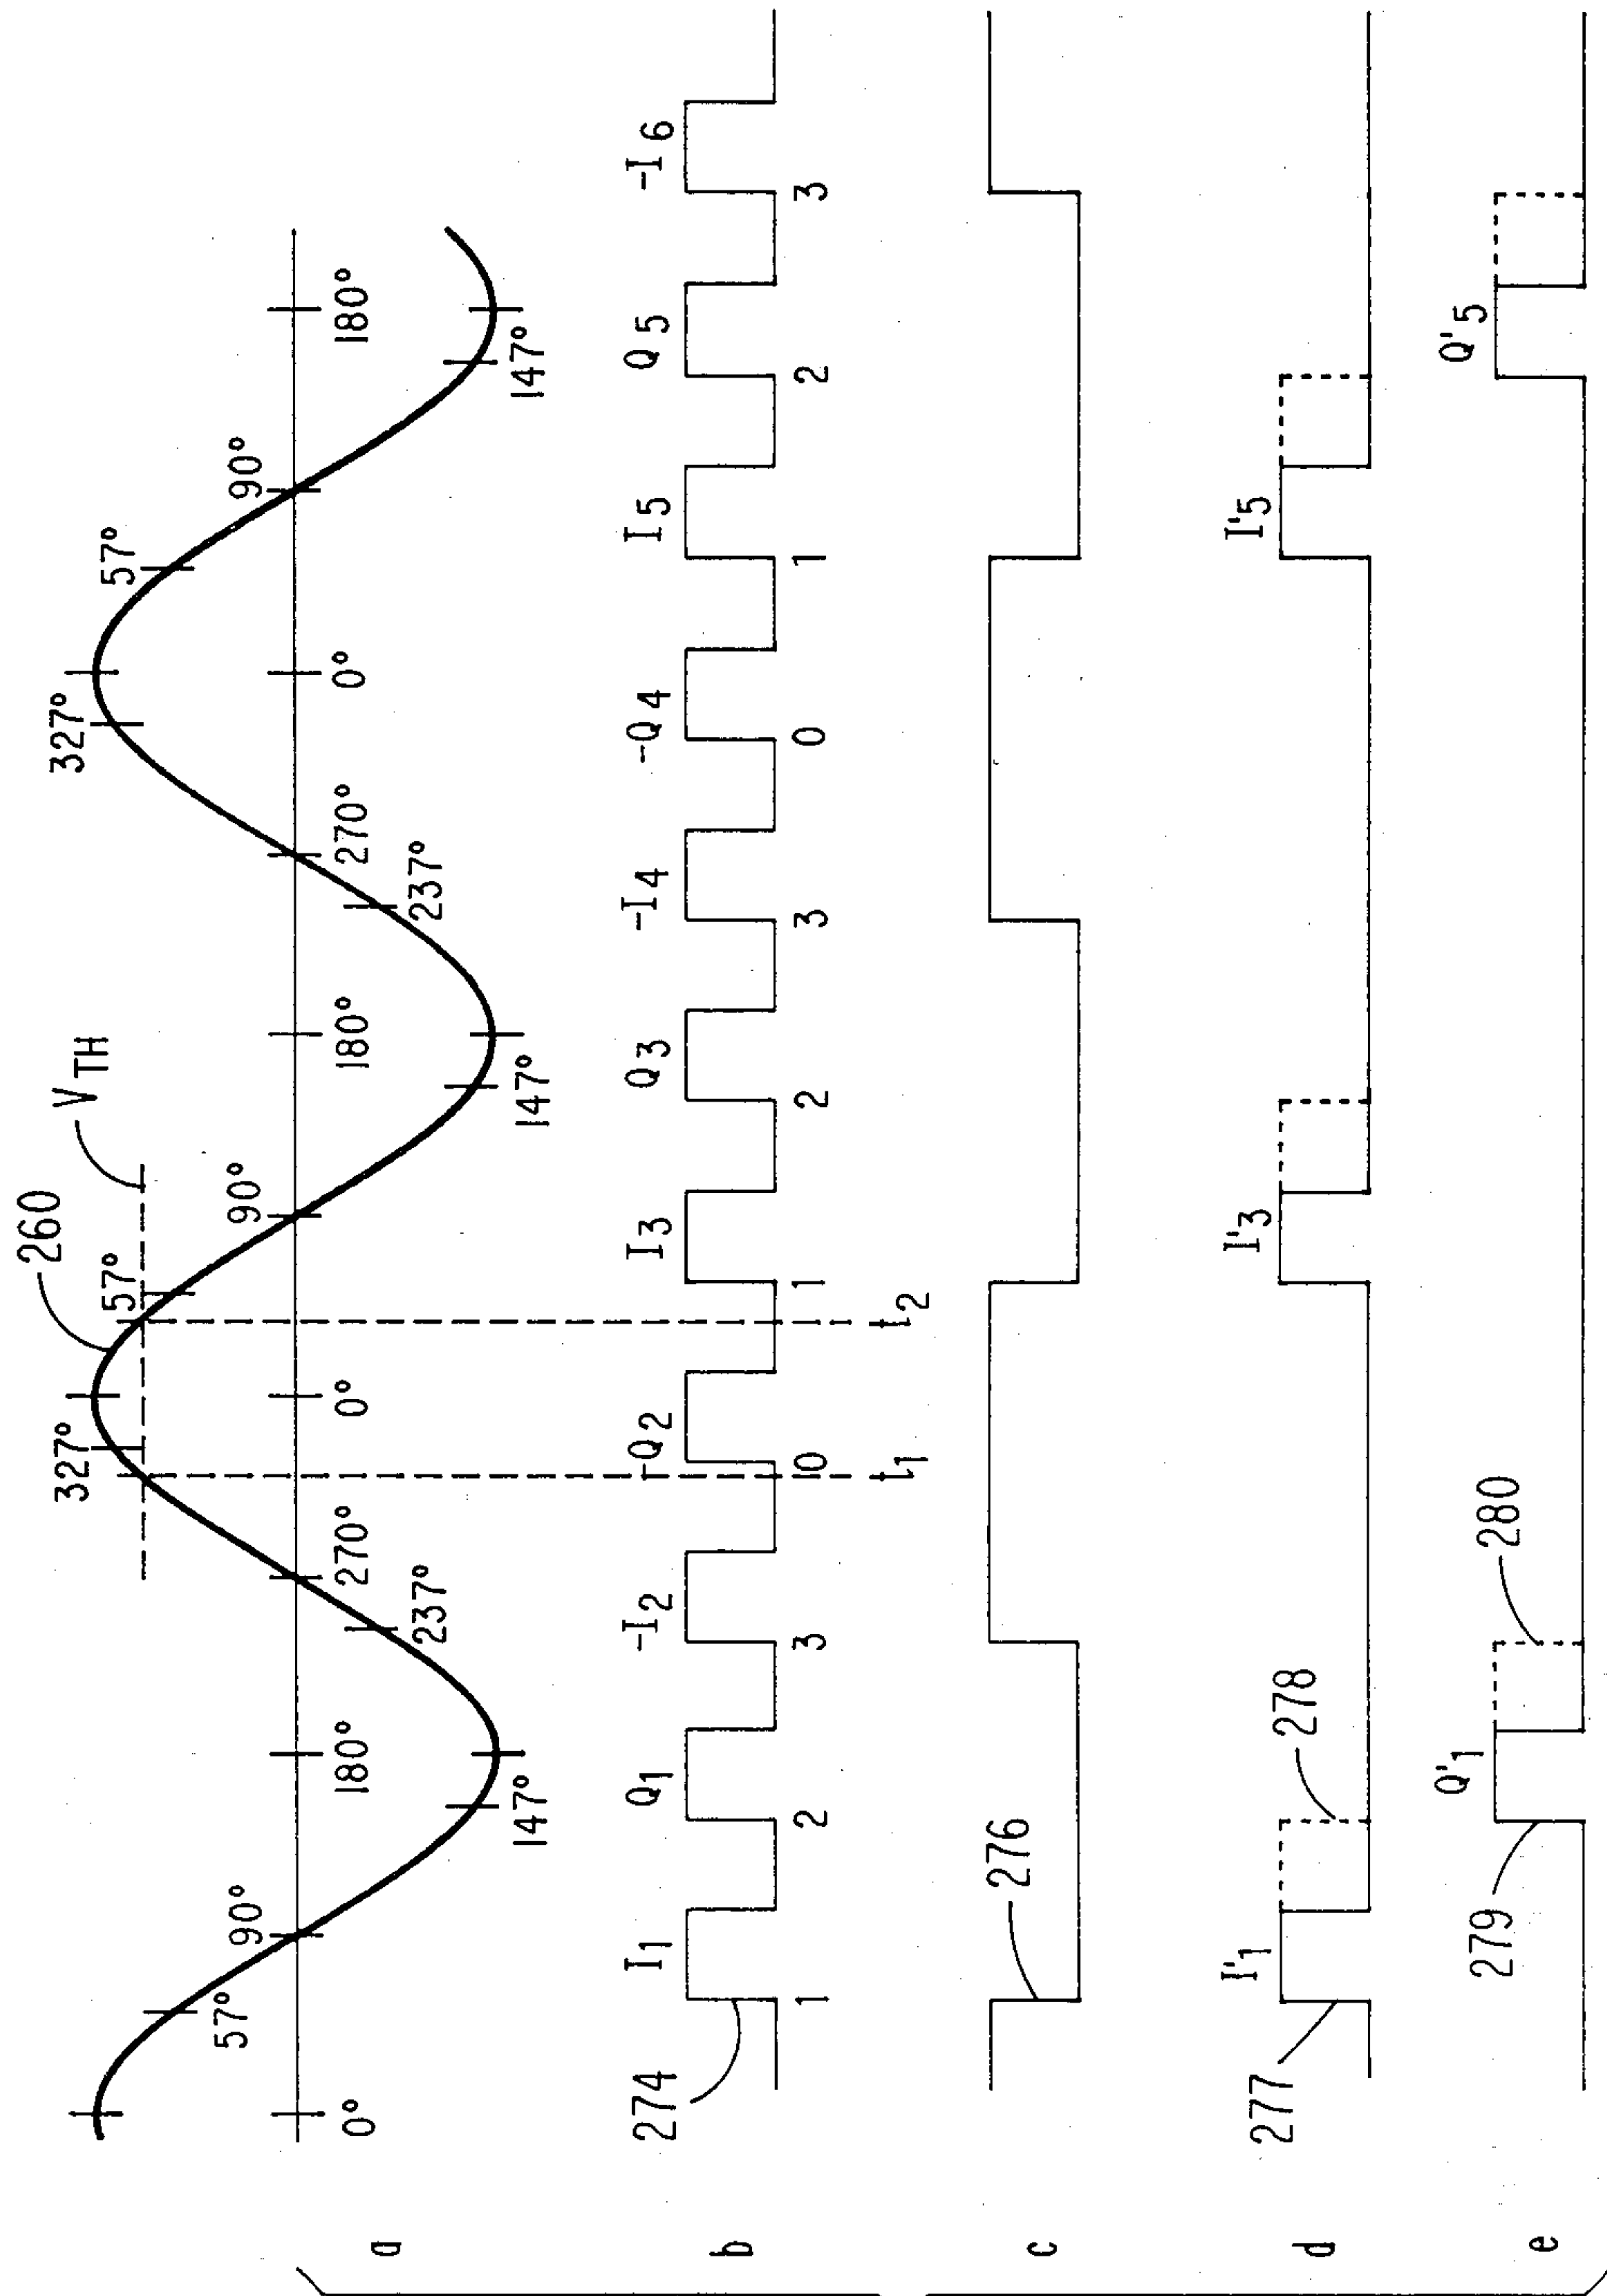 a
327° 260 V TH
57° 327°
57°
57°
90° 90° 90°
0° 180° 270° 0° 180° 270° 0° 180°
147° 237° 147° 237° 147°
b
I1 Q1 -I2 -Q2 I3 Q3 -I4 -Q4 I5 Q5 -I6
274
1 2 3 0 1 2 3 0 1 2 3
t1 t2
c
276
d
I'1 I'3 I'5
277 278
e
Q'1 Q'5
279 280